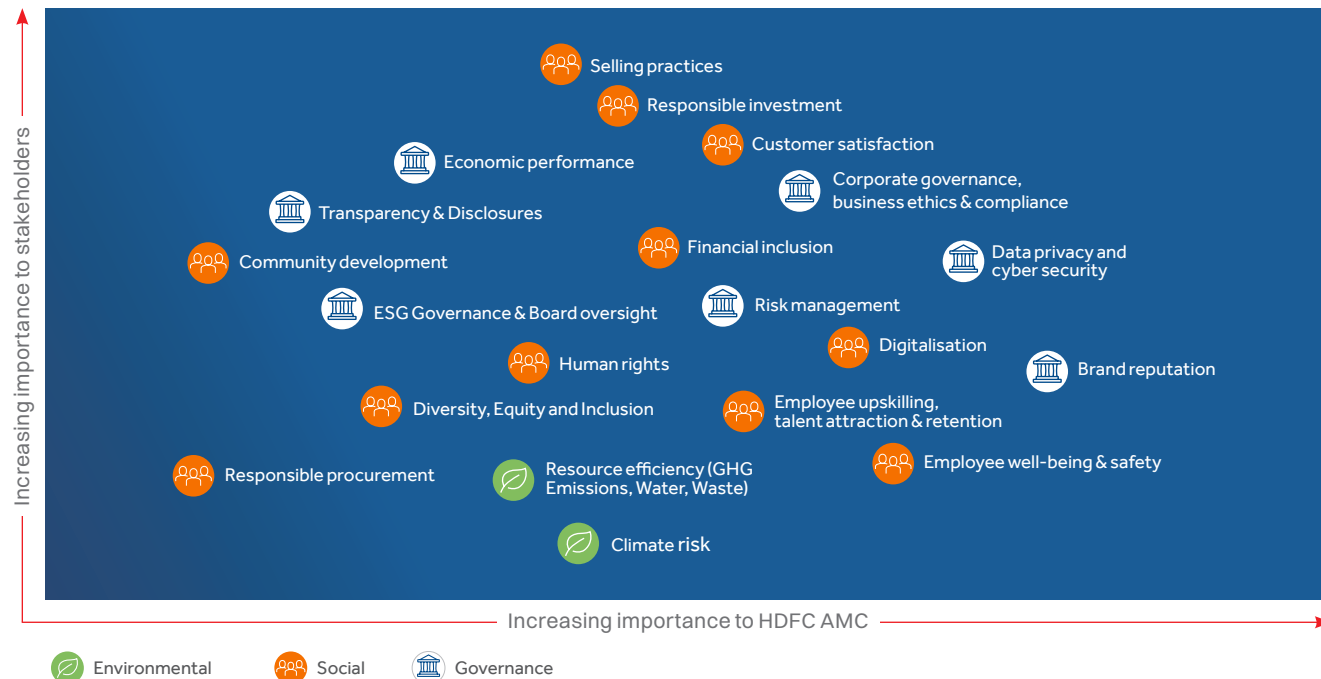 Increasing importance to stakeholders
Selling practices
Responsible investment
Customer satisfaction
Economic performance
Corporate governance,
business ethics & compliance
Transparency & Disclosures
Financial inclusion
Data privacy and
cyber security
Community development
Risk management
ESG Governance & Board oversight
Digitalisation
Human rights
Brand reputation
Diversity, Equity and Inclusion
Employee upskilling,
talent attraction & retention
Employee well-being & safety
Responsible procurement
Resource efficiency (GHG
Emissions, Water, Waste)
Climate risk
Increasing importance to HDFC AMC
Environmental
Social
Governance